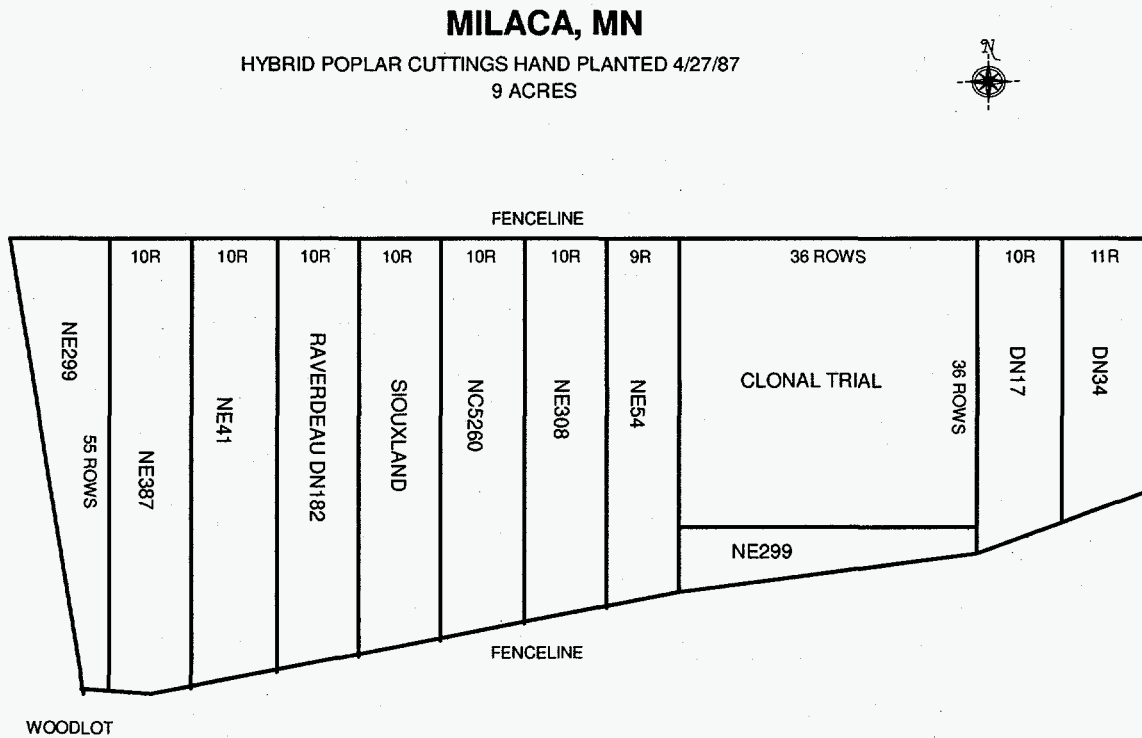 MILACA, MN
HYBRID POPLAR CUTTINGS HAND PLANTED 4/27/87
9 ACRES
N
FENCELINE
10R
10R
10R
10R
10R
10R
9R
36 ROWS
10R
11R
NE299
55 ROWS
NE387
NE41
RAVERDEAU DN182
SIOUXLAND
NC5260
NE308
NE54
CLONAL TRIAL
36 ROWS
DN17
DN34
NE299
FENCELINE
WOODLOT